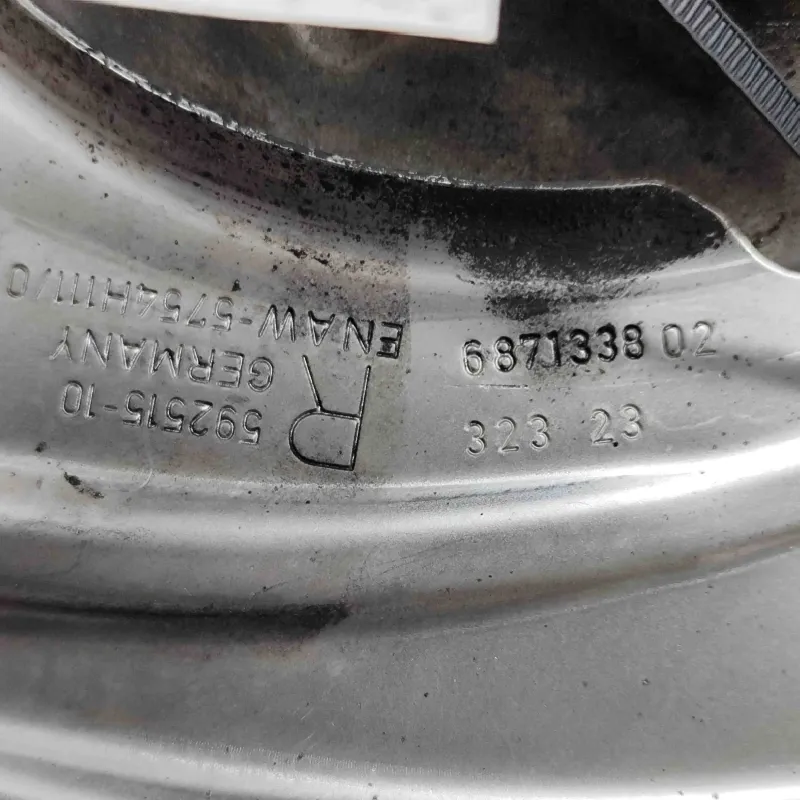 6871338 02
323 23
ENAW-5754H111/0
R GERMANY
592515-10